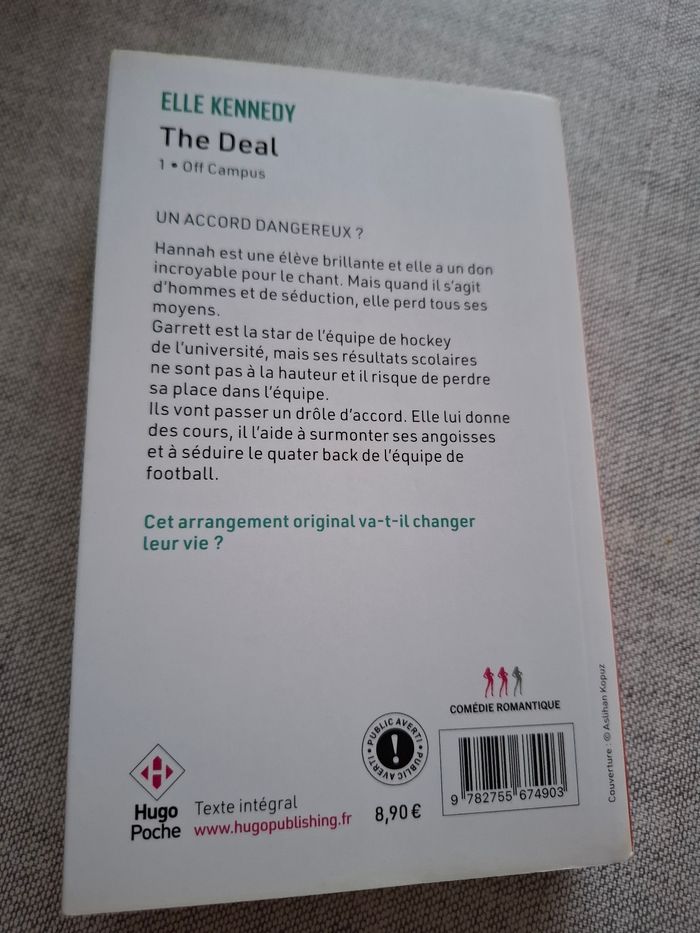 ELLE KENNEDY
The Deal
1 • Off Campus
UN ACCORD DANGEREUX ?
Hannah est une élève brillante et elle a un don
incroyable pour le chant. Mais quand il s'agit
d'hommes et de séduction, elle perd tous ses
moyens.
Garrett est la star de l'équipe de hockey
de l'université, mais ses résultats scolaires
ne sont pas à la hauteur et il risque de perdre
sa place dans l'équipe.
Ils vont passer un drôle d'accord. Elle lui donne
des cours, il l'aide à surmonter ses angoisses
et à séduire le quater back de l'équipe de
football.
Cet arrangement original va-t-il changer
leur vie ?
COMÉDIE ROMANTIQUE
• PUBLIC AVERTI • PUBLIC AVERTI
!
H
Hugo
Poche
Texte intégral
www.hugopublishing.fr
8,90 €
9 782755 674903
Couverture : © Aslihan Kopuz